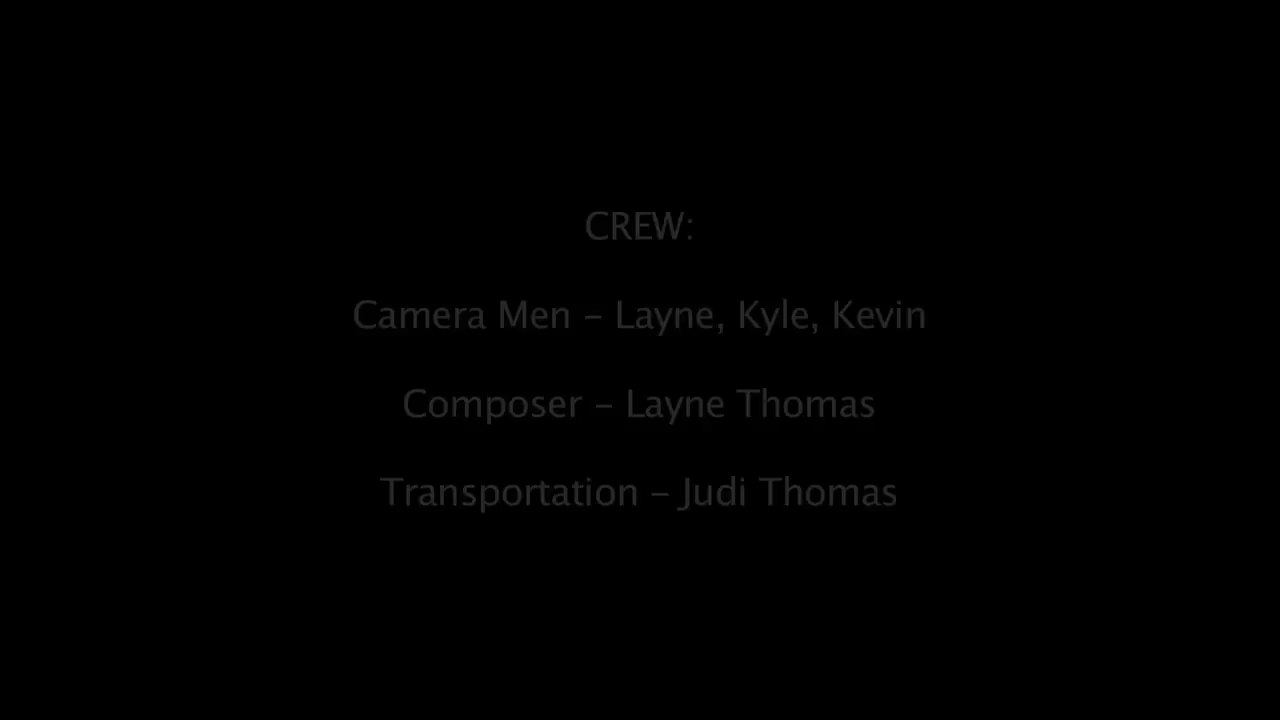 CREW:
Camera Men – Layne, Kyle, Kevin
Composer – Layne Thomas
Transportation – Judi Thomas